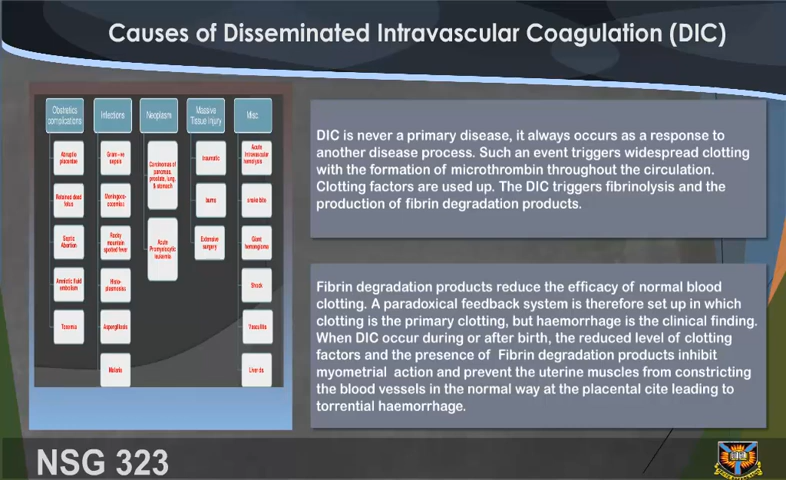 Causes of Disseminated Intravascular Coagulation (DIC)
Obstetrics
complications
Infections
Neoplasm
Massive
Tissue Injury
Misc
Abruptio
placentae
Retained dead
fetus
Septic
Abortion
Amniotic fluid
embolism
Toxemia
Gram -ve
sepsis
Meningoco-
ccemia
Rocky
mountain
spotted fever
Histo-
plasmosis
Aspergillosis
Malaria
Carcinomas of
pancreas,
prostate, lung,
& stomach
Acute
Promyelocytic
leukemia
traumatic
burns
Extensive
surgery
Acute
Intravascular
hemolysis
snake bite
Giant
hemangioma
Shock
Vasculitis
Liver dis
DIC is never a primary disease, it always occurs as a response to
another disease process. Such an event triggers widespread clotting
with the formation of microthrombin throughout the circulation.
Clotting factors are used up. The DIC triggers fibrinolysis and the
production of fibrin degradation products.
Fibrin degradation products reduce the efficacy of normal blood
clotting. A paradoxical feedback system is therefore set up in which
clotting is the primary clotting, but haemorrhage is the clinical finding.
When DIC occur during or after birth, the reduced level of clotting
factors and the presence of Fibrin degradation products inhibit
myometrial action and prevent the uterine muscles from constricting
the blood vessels in the normal way at the placental cite leading to
torrential haemorrhage.
NSG 323